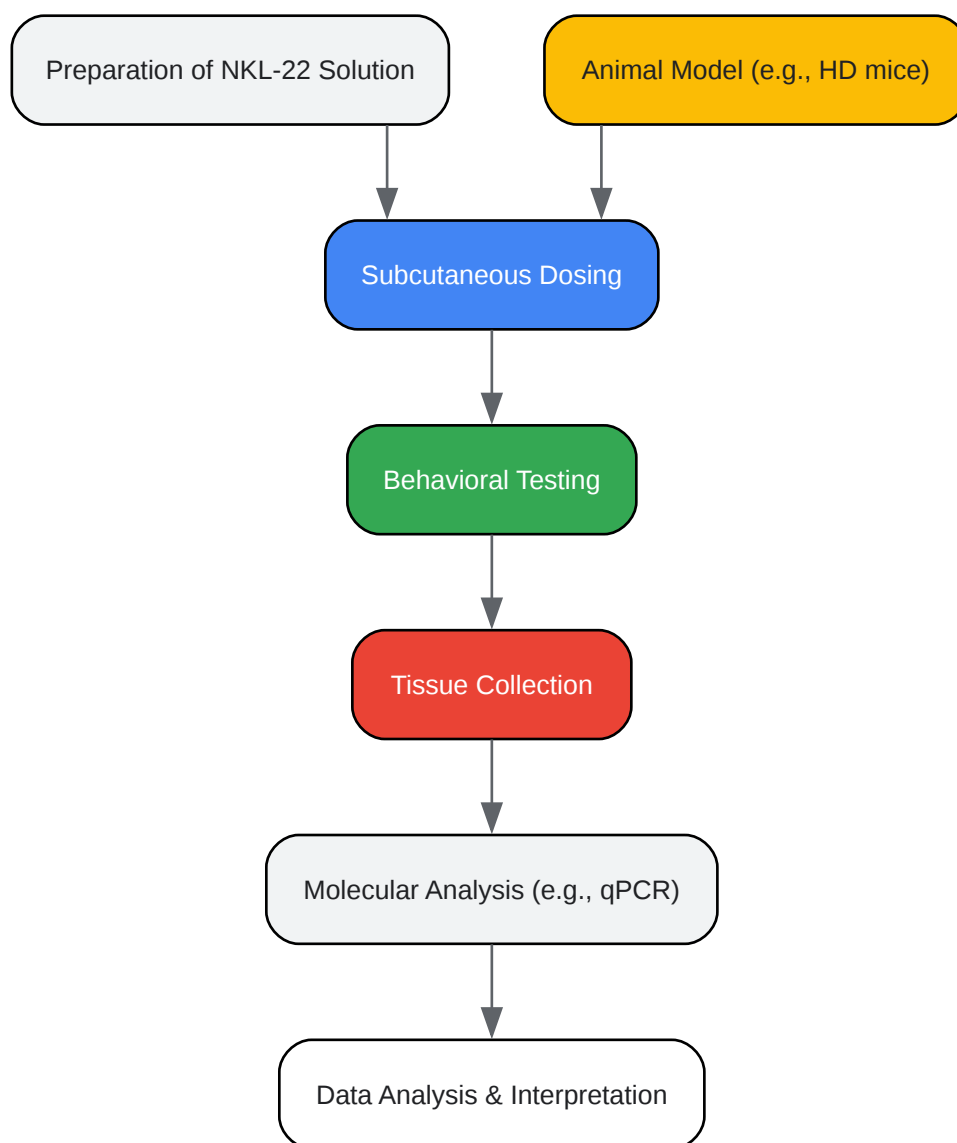 Preparation of NKL-22 Solution
Animal Model (e.g., HD mice)
Subcutaneous Dosing
Behavioral Testing
Tissue Collection
Molecular Analysis (e.g., qPCR)
Data Analysis & Interpretation